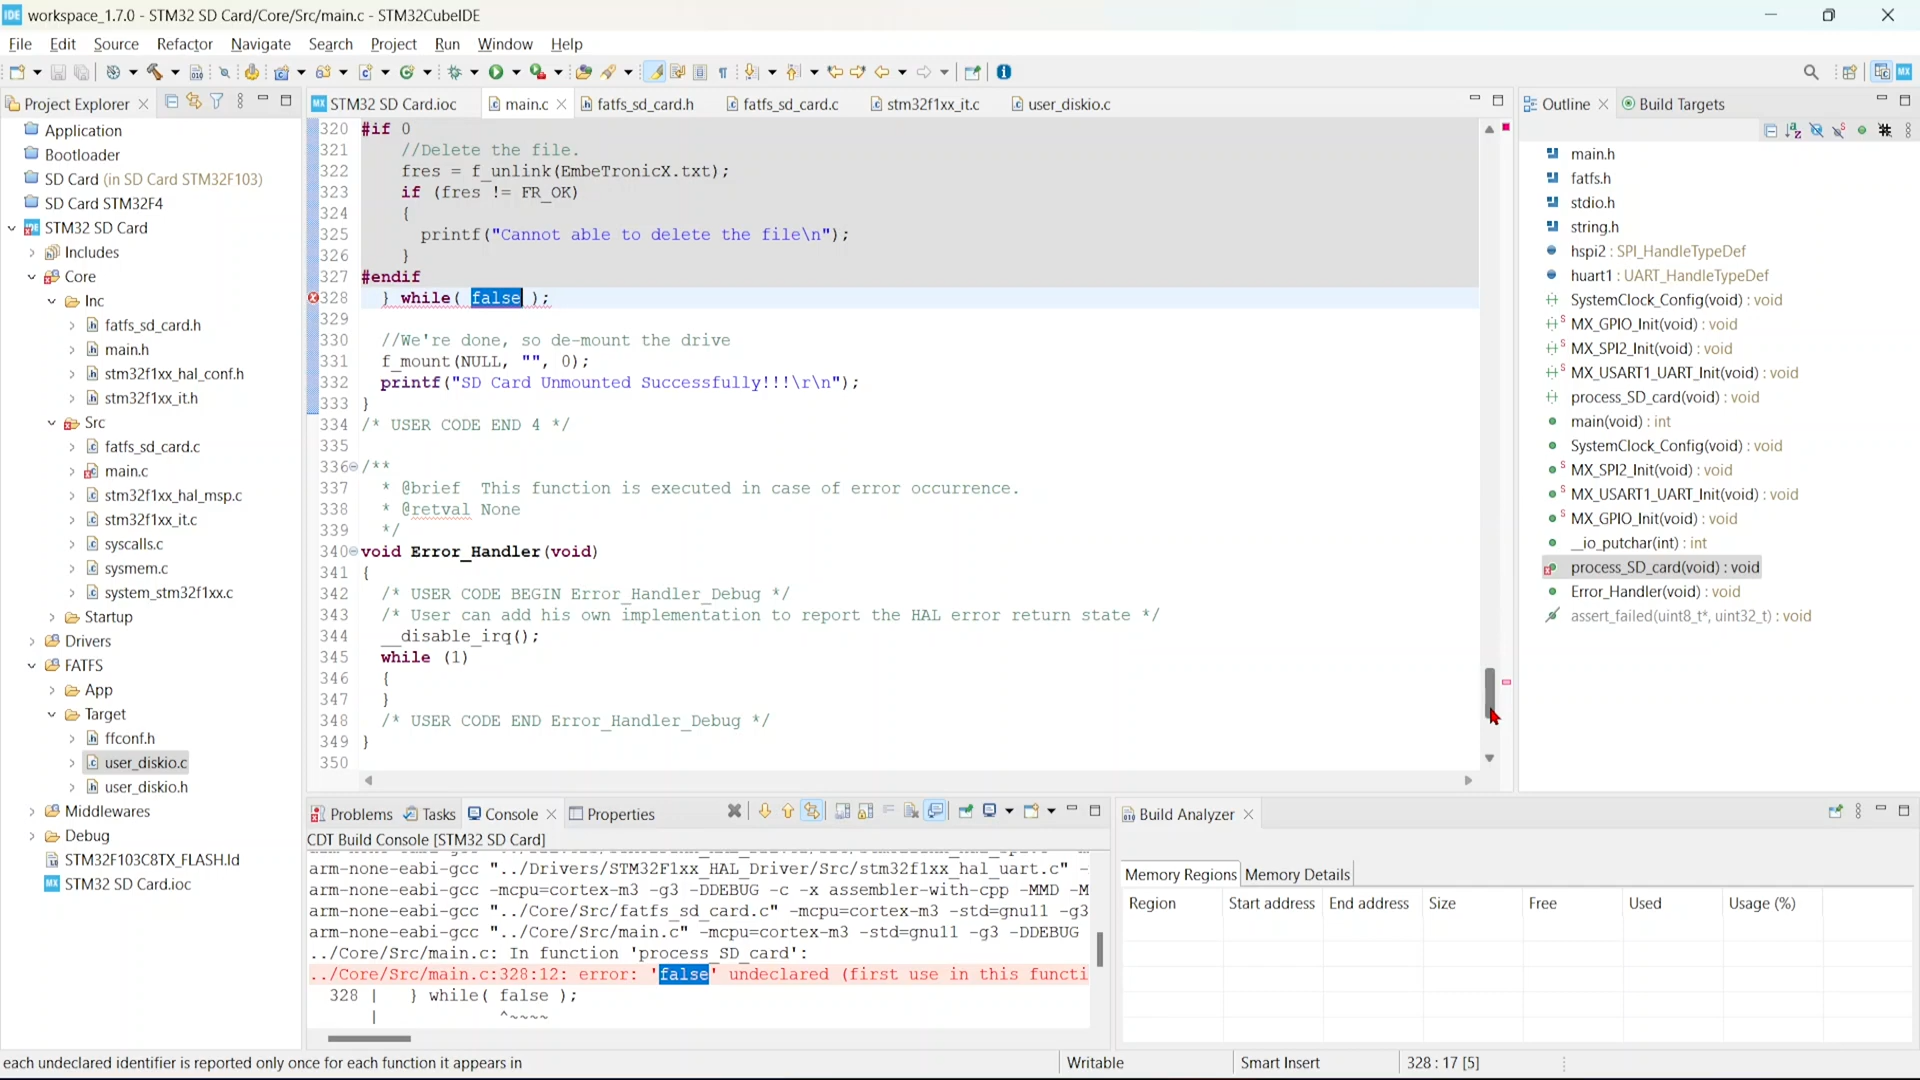 workspace_1.7.0 - STM32 SD Card/Core/Src/main.c - STM32CubeIDE
File Edit Source Refactor Navigate Search Project Run Window Help
Project Explorer
Application
Bootloader
SD Card (in SD Card STM32F103)
SD Card STM32F4
STM32 SD Card
Includes
Core
Inc
fatfs_sd_card.h
main.h
stm32f1xx_hal_conf.h
stm32f1xx_it.h
Src
fatfs_sd_card.c
main.c
stm32f1xx_hal_msp.c
stm32f1xx_it.c
syscalls.c
sysmem.c
system_stm32f1xx.c
Startup
Drivers
FATFS
App
Target
ffconf.h
user_diskio.c
user_diskio.h
Middlewares
Debug
STM32F103C8TX_FLASH.ld
STM32 SD Card.ioc
STM32 SD Card.ioc main.c fatfs_sd_card.h fatfs_sd_card.c stm32f1xx_it.c user_diskio.c
320 #if 0
321 //Delete the file.
322 fres = f_unlink(EmbeTronicX.txt);
323 if (fres != FR_OK)
324 {
325 printf("Cannot able to delete the file\n");
326 }
327 #endif
328 } while( false );
329
330 //We're done, so de-mount the drive
331 f_mount(NULL, "", 0);
332 printf("SD Card Unmounted Successfully!!!\r\n");
333 }
334 /* USER CODE END 4 */
335
336 /**
337 * @brief This function is executed in case of error occurrence.
338 * @retval None
339 */
340 void Error_Handler(void)
341 {
342 /* USER CODE BEGIN Error_Handler_Debug */
343 /* User can add his own implementation to report the HAL error return state */
344 __disable_irq();
345 while (1)
346 {
347 }
348 /* USER CODE END Error_Handler_Debug */
349 }
350
Outline Build Targets
main.h
fatfs.h
stdio.h
string.h
hspi2 : SPI_HandleTypeDef
huart1 : UART_HandleTypeDef
SystemClock_Config(void) : void
MX_GPIO_Init(void) : void
MX_SPI2_Init(void) : void
MX_USART1_UART_Init(void) : void
process_SD_card(void) : void
main(void) : int
SystemClock_Config(void) : void
MX_SPI2_Init(void) : void
MX_USART1_UART_Init(void) : void
MX_GPIO_Init(void) : void
__io_putchar(int) : int
process_SD_card(void) : void
Error_Handler(void) : void
assert_failed(uint8_t*, uint32_t) : void
Problems Tasks Console Properties
CDT Build Console [STM32 SD Card]
arm-none-eabi-gcc "../Drivers/STM32F1xx_HAL_Driver/Src/stm32f1xx_hal_uart.c" -
arm-none-eabi-gcc -mcpu=cortex-m3 -g3 -DDEBUG -c -x assembler-with-cpp -MMD -M
arm-none-eabi-gcc "../Core/Src/fatfs_sd_card.c" -mcpu=cortex-m3 -std=gnu11 -g3
arm-none-eabi-gcc "../Core/Src/main.c" -mcpu=cortex-m3 -std=gnu11 -g3 -DDEBUG
../Core/Src/main.c: In function 'process_SD_card':
../Core/Src/main.c:328:12: error: 'false' undeclared (first use in this functi
328 | } while( false );
| ^~~~~
Build Analyzer
Memory Regions Memory Details
Region Start address End address Size Free Used Usage (%)
each undeclared identifier is reported only once for each function it appears in
Writable Smart Insert 328 : 17 [5]